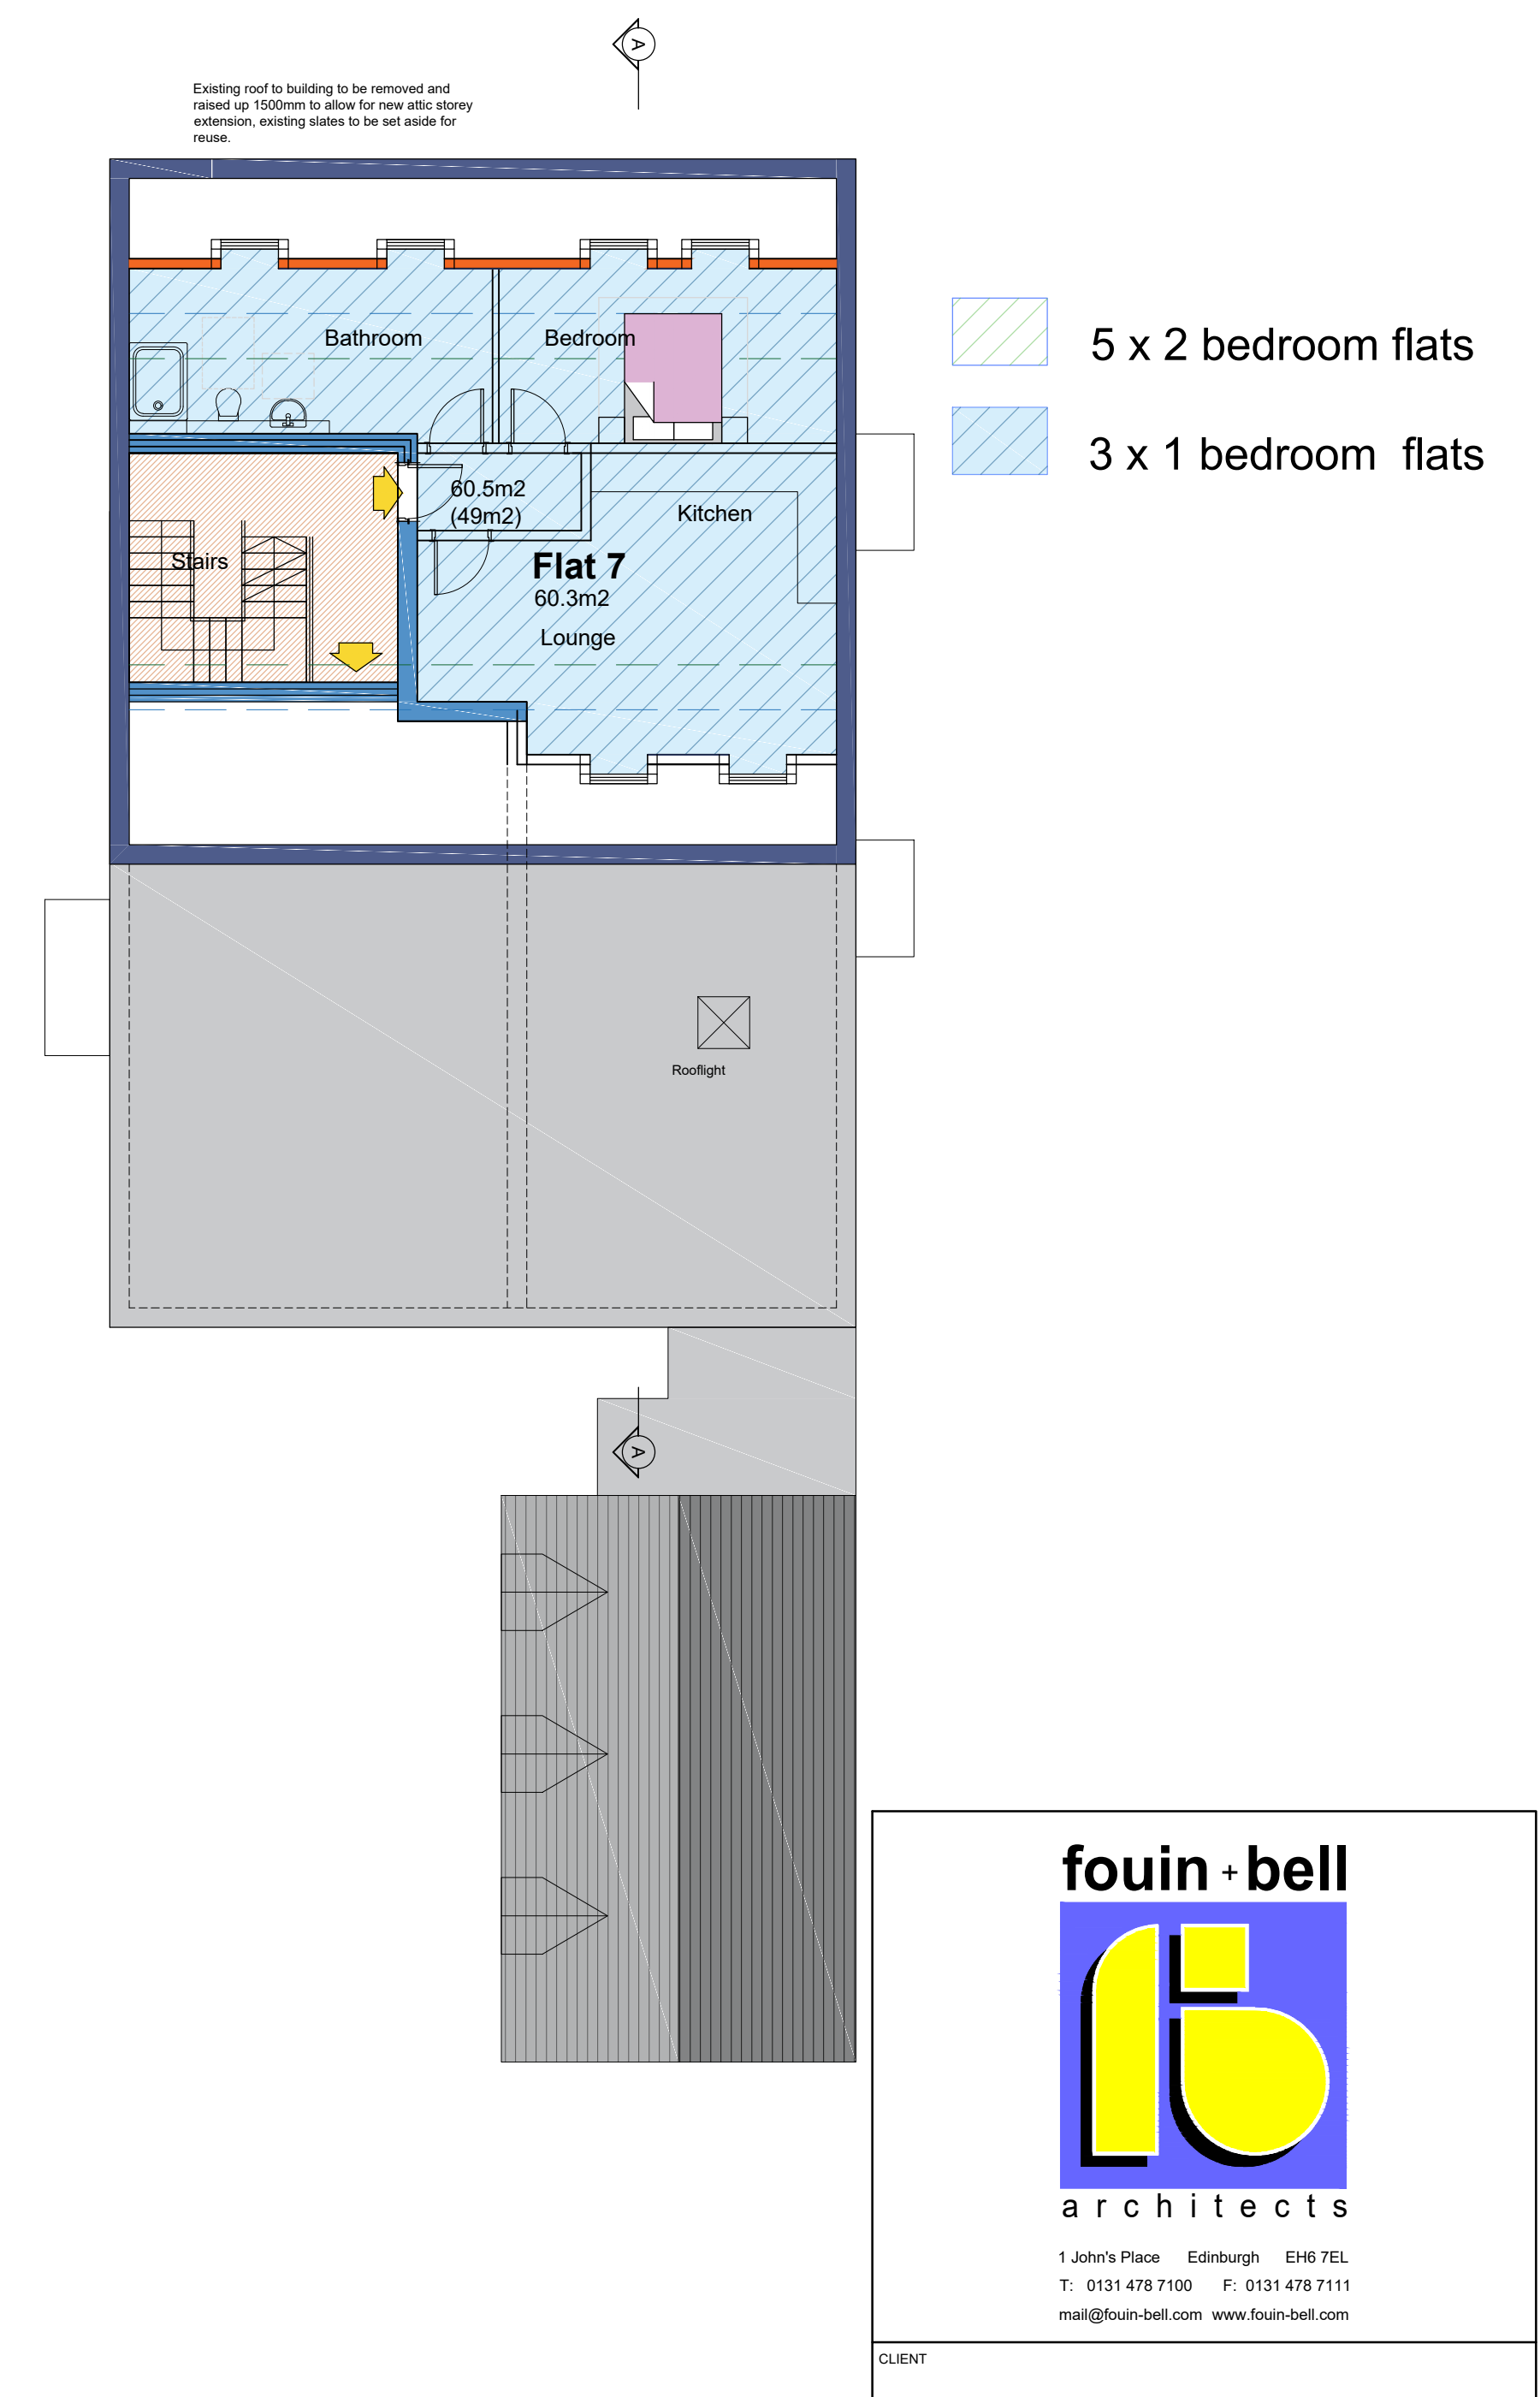 A
Existing roof to building to be removed and
raised up 1500mm to allow for new attic storey
extension, existing slates to be set aside for
reuse.
Bathroom
Bedroom
5 x 2 bedroom flats
3 x 1 bedroom flats
60.5m2
(49m2)
Kitchen
Stairs
Flat 7
60.3m2
Lounge
Rooflight
A
fouin + bell
architects
1 John's Place Edinburgh EH6 7EL
T: 0131 478 7100 F: 0131 478 7111
mail@fouin-bell.com www.fouin-bell.com
CLIENT